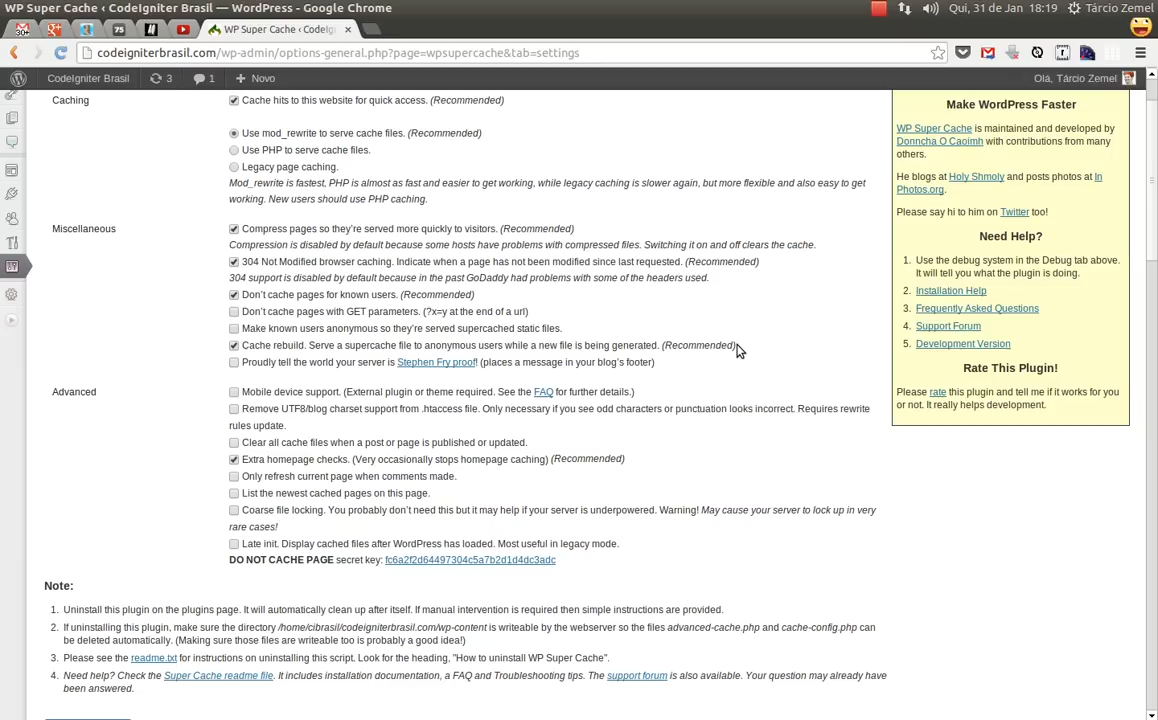 WP Super Cache ‹ CodeIgniter Brasil — WordPress - Google Chrome
Qui, 31 de Jan 18:19 Tárcio Zemel
30+
75
WP Super Cache ‹ CodeIg
codeigniterbrasil.com/wp-admin/options-general.php?page=wpsupercache&tab=settings
CodeIgniter Brasil 3 1 Novo
Olá, Tárcio Zemel
Caching
Cache hits to this website for quick access. (Recommended)
Use mod_rewrite to serve cache files. (Recommended)
Use PHP to serve cache files.
Legacy page caching.
Mod_rewrite is fastest, PHP is almost as fast and easier to get working, while legacy caching is slower again, but more flexible and also easy to get
working. New users should use PHP caching.
Miscellaneous
Compress pages so they're served more quickly to visitors. (Recommended)
Compression is disabled by default because some hosts have problems with compressed files. Switching it on and off clears the cache.
304 Not Modified browser caching. Indicate when a page has not been modified since last requested. (Recommended)
304 support is disabled by default because in the past GoDaddy had problems with some of the headers used.
Don't cache pages for known users. (Recommended)
Don't cache pages with GET parameters. (?x=y at the end of a url)
Make known users anonymous so they're served supercached static files.
Cache rebuild. Serve a supercache file to anonymous users while a new file is being generated. (Recommended)
Proudly tell the world your server is Stephen Fry proof! (places a message in your blog's footer)
Advanced
Mobile device support. (External plugin or theme required. See the FAQ for further details.)
Remove UTF8/blog charset support from .htaccess file. Only necessary if you see odd characters or punctuation looks incorrect. Requires rewrite
rules update.
Clear all cache files when a post or page is published or updated.
Extra homepage checks. (Very occasionally stops homepage caching) (Recommended)
Only refresh current page when comments made.
List the newest cached pages on this page.
Coarse file locking. You probably don't need this but it may help if your server is underpowered. Warning! May cause your server to lock up in very
rare cases!
Late init. Display cached files after WordPress has loaded. Most useful in legacy mode.
DO NOT CACHE PAGE secret key: fc6a2f2d64497304c5a7b2d1d4dc3adc
Note:
1. Uninstall this plugin on the plugins page. It will automatically clean up after itself. If manual intervention is required then simple instructions are provided.
2. If uninstalling this plugin, make sure the directory /home/cibrasil/codeigniterbrasil.com/wp-content is writeable by the webserver so the files advanced-cache.php and cache-config.php can
be deleted automatically. (Making sure those files are writeable too is probably a good idea!)
3. Please see the readme.txt for instructions on uninstalling this script. Look for the heading, "How to uninstall WP Super Cache".
4. Need help? Check the Super Cache readme file. It includes installation documentation, a FAQ and Troubleshooting tips. The support forum is also available. Your question may already have
been answered.
Make WordPress Faster
WP Super Cache is maintained and developed by
Donncha O Caoimh with contributions from many
others.
He blogs at Holy Shmoly and posts photos at In
Photos.org.
Please say hi to him on Twitter too!
Need Help?
1. Use the debug system in the Debug tab above.
It will tell you what the plugin is doing.
2. Installation Help
3. Frequently Asked Questions
4. Support Forum
5. Development Version
Rate This Plugin!
Please rate this plugin and tell me if it works for you
or not. It really helps development.